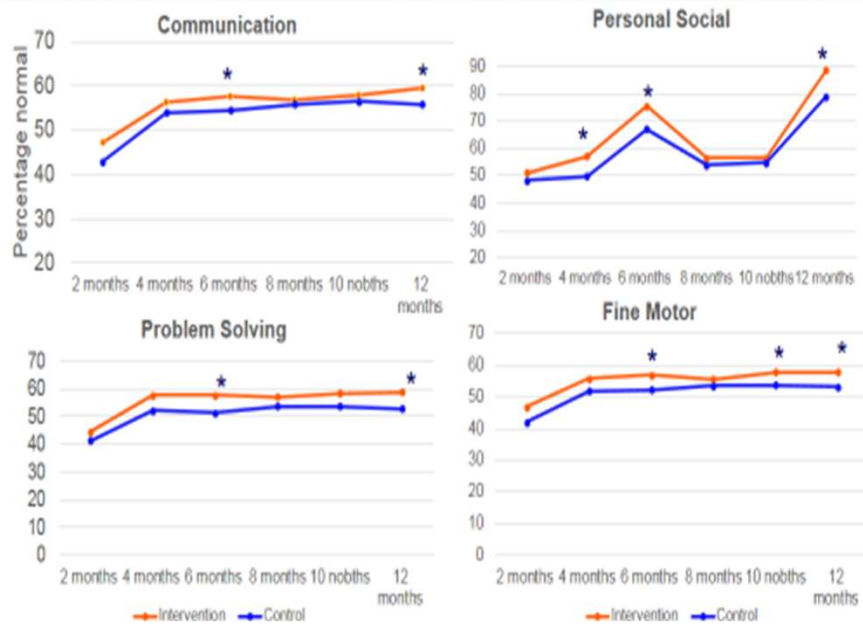 Communication
Percentage normal
70
60
50
40
30
20
2 months 4 months 6 months 8 months 10 nobths 12
months
*
*
Personal Social
90
80
70
60
50
40
30
20
2 months 4 months 6 months 8 months 10 nobths 12 months
*
*
*
Problem Solving
70
60
50
40
30
20
10
0
2 months 4 months 6 months 8 months 10 nobths 12
months
*
*
Intervention Control
Fine Motor
70
60
50
40
30
20
10
0
2 months 4 months 6 months 8 months 10 nobths 12
months
*
*
*
Intervention Control